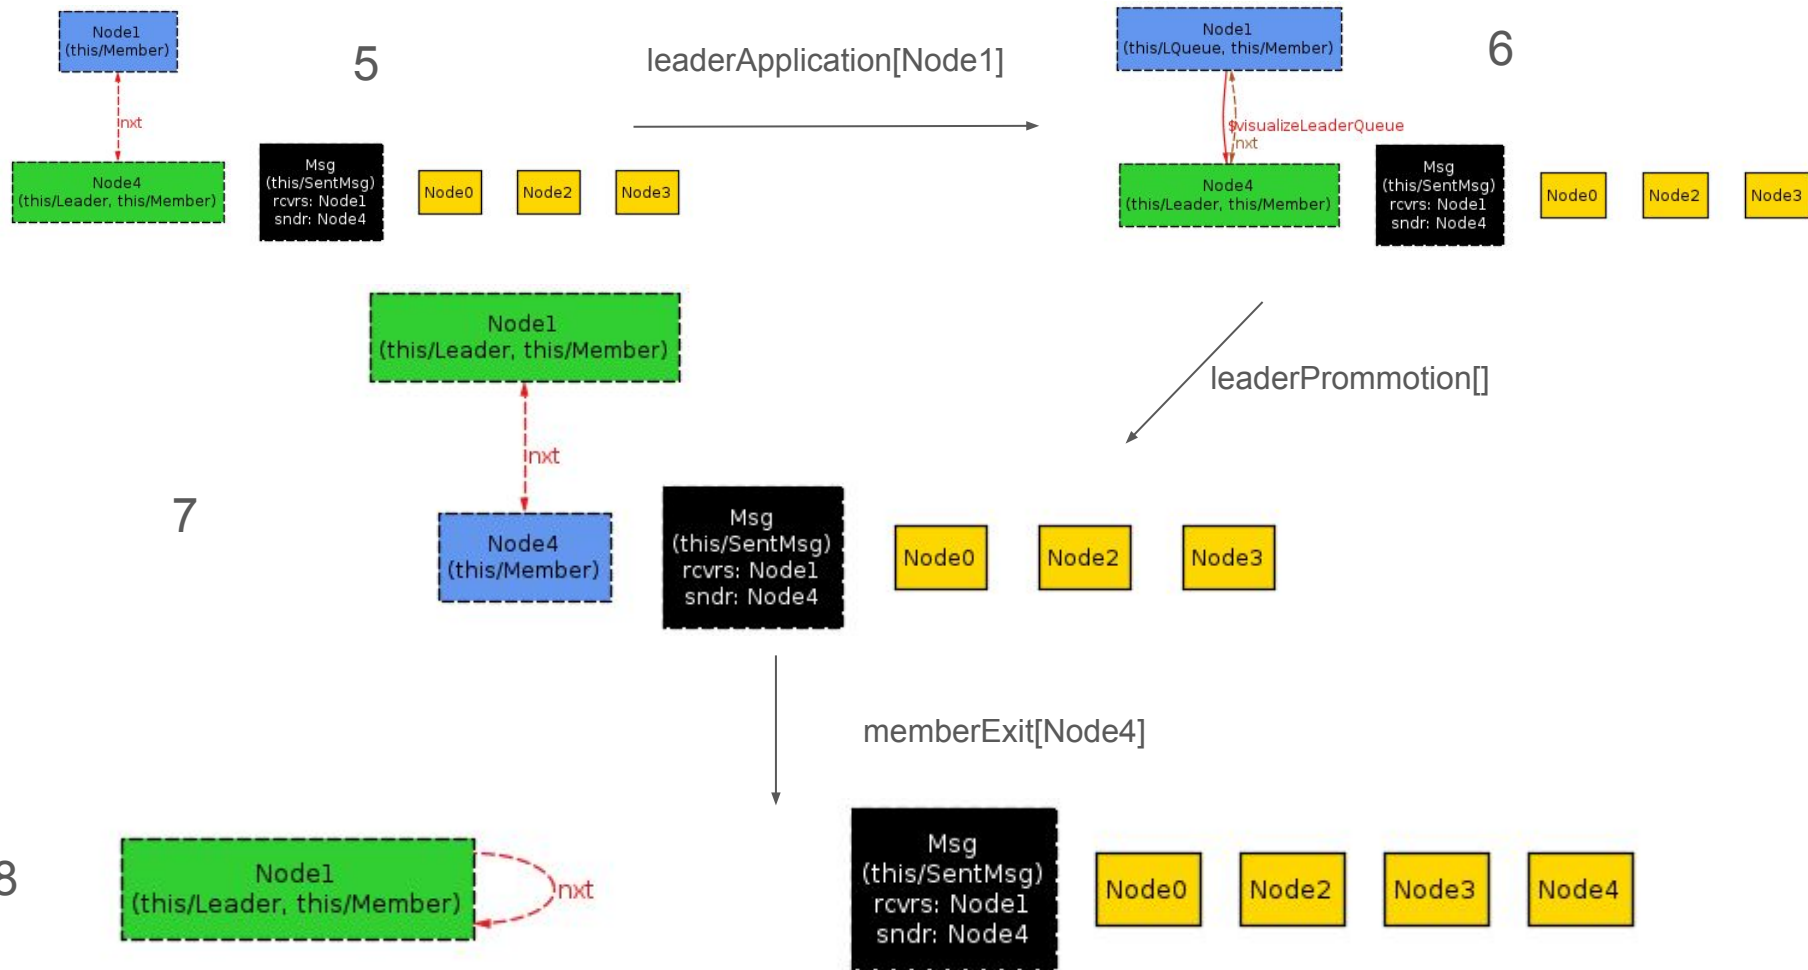 Node1
(this/Member)
5
leaderApplication[Node1]
Node1
(this/LQueue, this/Member)
6
nxt
$visualizeLeaderQueue
nxt
Node4
(this/Leader, this/Member)
Msg
(this/SentMsg)
rcvrs: Node1
sndr: Node4
Node0
Node2
Node3
Node4
(this/Leader, this/Member)
Msg
(this/SentMsg)
rcvrs: Node1
sndr: Node4
Node0
Node2
Node3
Node1
(this/Leader, this/Member)
leaderPrommotion[]
nxt
7
Node4
(this/Member)
Msg
(this/SentMsg)
rcvrs: Node1
sndr: Node4
Node0
Node2
Node3
memberExit[Node4]
8
Node1
(this/Leader, this/Member)
nxt
Msg
(this/SentMsg)
rcvrs: Node1
sndr: Node4
Node0
Node2
Node3
Node4